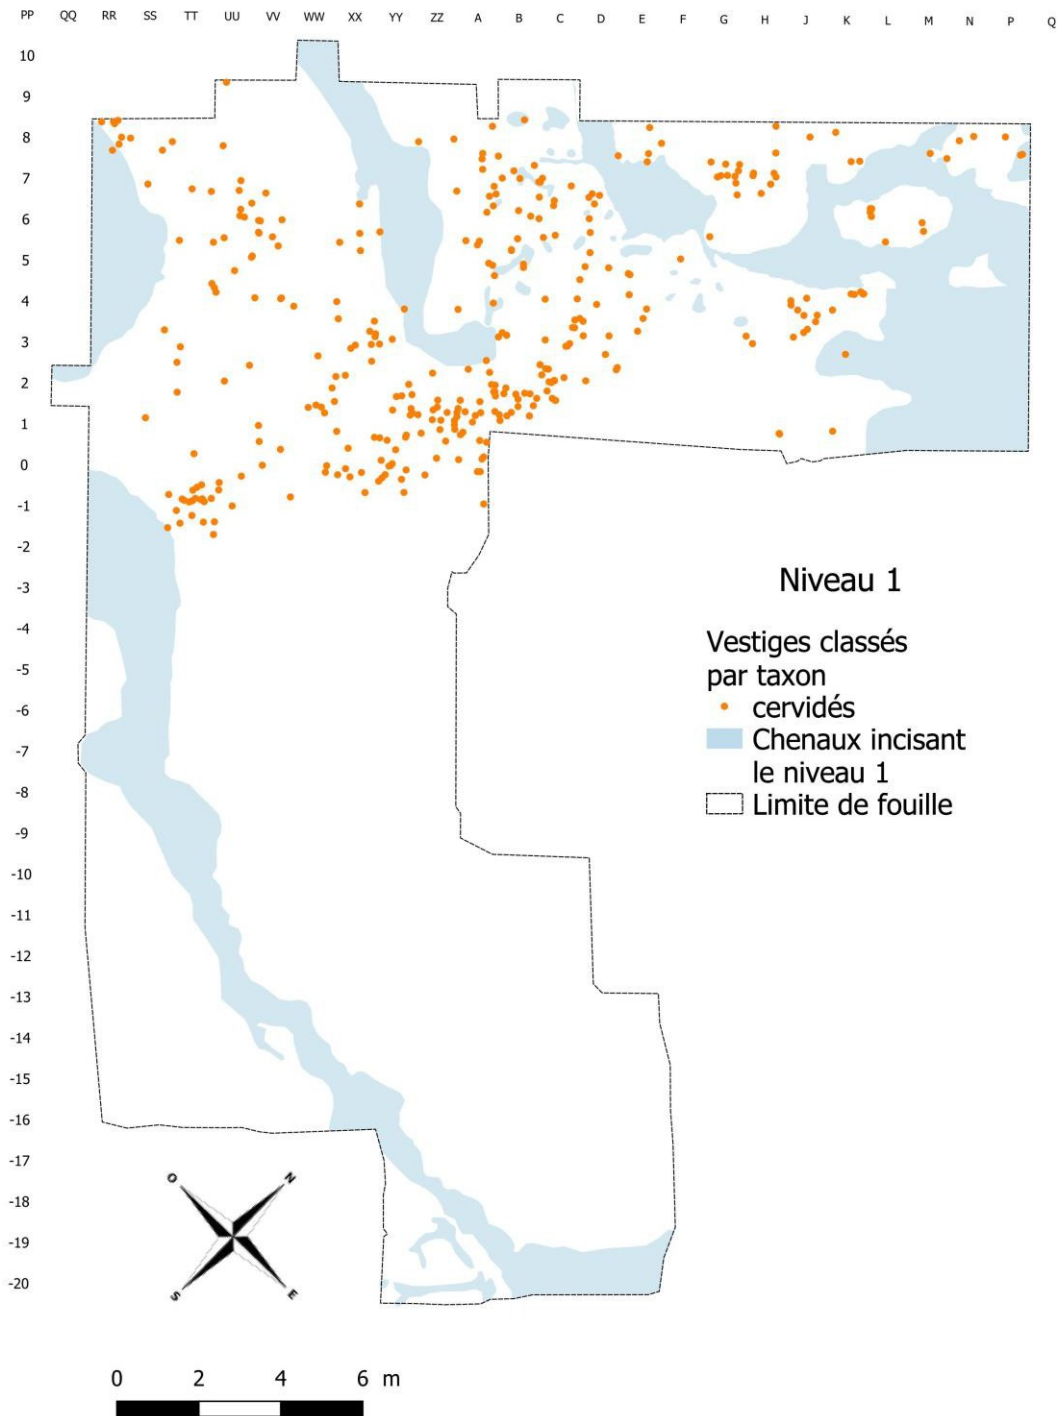 PP QQ RR SS TT UU VV WW XX YY ZZ A B C D E F G H J K L M N P Q
10
9
8
7
6
5
4
3
2
1
0
-1
-2
-3
-4
-5
-6
-7
-8
-9
-10
-11
-12
-13
-14
-15
-16
-17
-18
-19
-20
Niveau 1
Vestiges classés
par taxon
cervidés
Chenaux incisant
le niveau 1
Limite de fouille
O N
S E
0 2 4 6 m